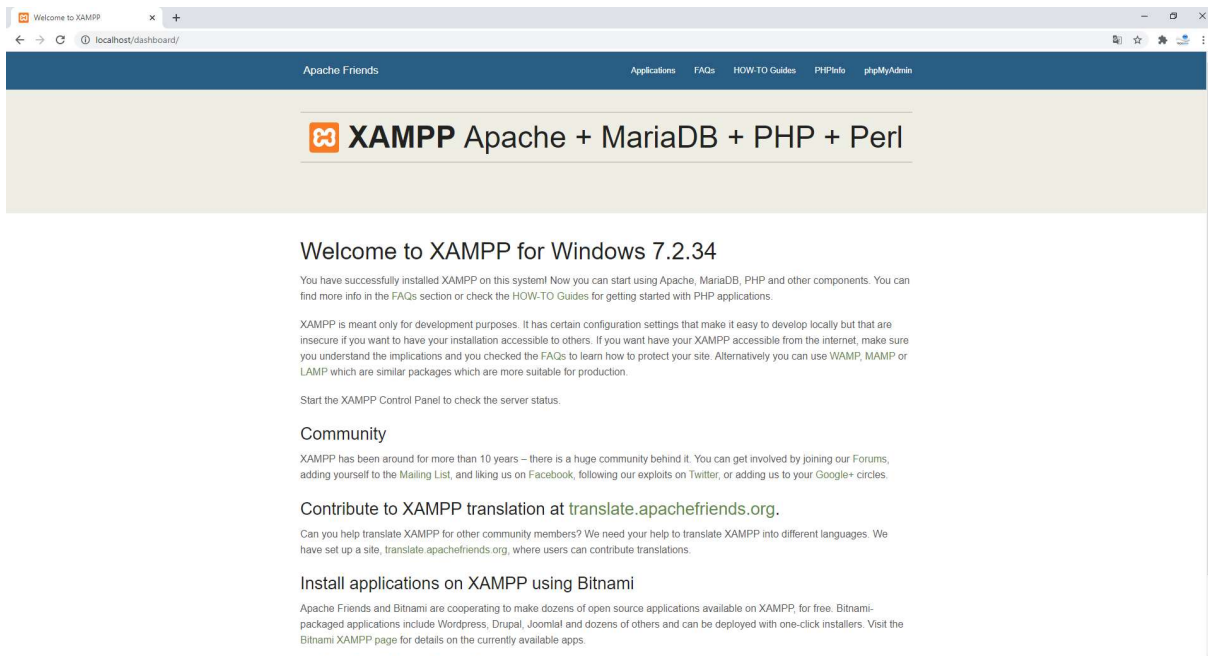 Welcome to XAMPP
localhost/dashboard/
Apache Friends
Applications FAQs HOW-TO Guides PHPInfo phpMyAdmin
XAMPP Apache + MariaDB + PHP + Perl
Welcome to XAMPP for Windows 7.2.34
You have successfully installed XAMPP on this system! Now you can start using Apache, MariaDB, PHP and other components. You can
find more info in the FAQs section or check the HOW-TO Guides for getting started with PHP applications.
XAMPP is meant only for development purposes. It has certain configuration settings that make it easy to develop locally but that are
insecure if you want to have your installation accessible to others. If you want have your XAMPP accessible from the internet, make sure
you understand the implications and you checked the FAQs to learn how to protect your site. Alternatively you can use WAMP, MAMP or
LAMP which are similar packages which are more suitable for production.
Start the XAMPP Control Panel to check the server status.
Community
XAMPP has been around for more than 10 years – there is a huge community behind it. You can get involved by joining our Forums,
adding yourself to the Mailing List, and liking us on Facebook, following our exploits on Twitter, or adding us to your Google+ circles.
Contribute to XAMPP translation at translate.apachefriends.org.
Can you help translate XAMPP for other community members? We need your help to translate XAMPP into different languages. We
have set up a site, translate.apachefriends.org, where users can contribute translations.
Install applications on XAMPP using Bitnami
Apache Friends and Bitnami are cooperating to make dozens of open source applications available on XAMPP, for free. Bitnami-
packaged applications include Wordpress, Drupal, Joomla! and dozens of others and can be deployed with one-click installers. Visit the
Bitnami XAMPP page for details on the currently available apps.